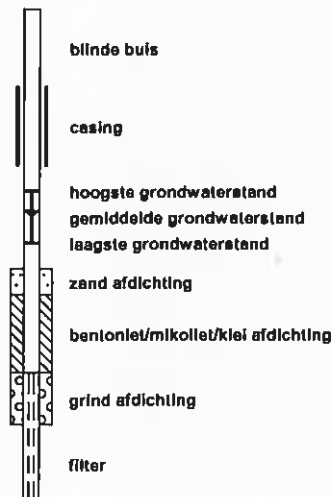 blinde buis
casing
hoogste grondwaterstand
gemiddelde grondwaterstand
laagste grondwaterstand
zand afdichting
bentoniet/mikoliet/klei afdichting
grind afdichting
filter